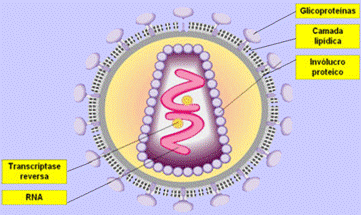 Glicoproteínas
Camada
lipídica
Invólucro
proteico
Transcriptase
reversa
RNA